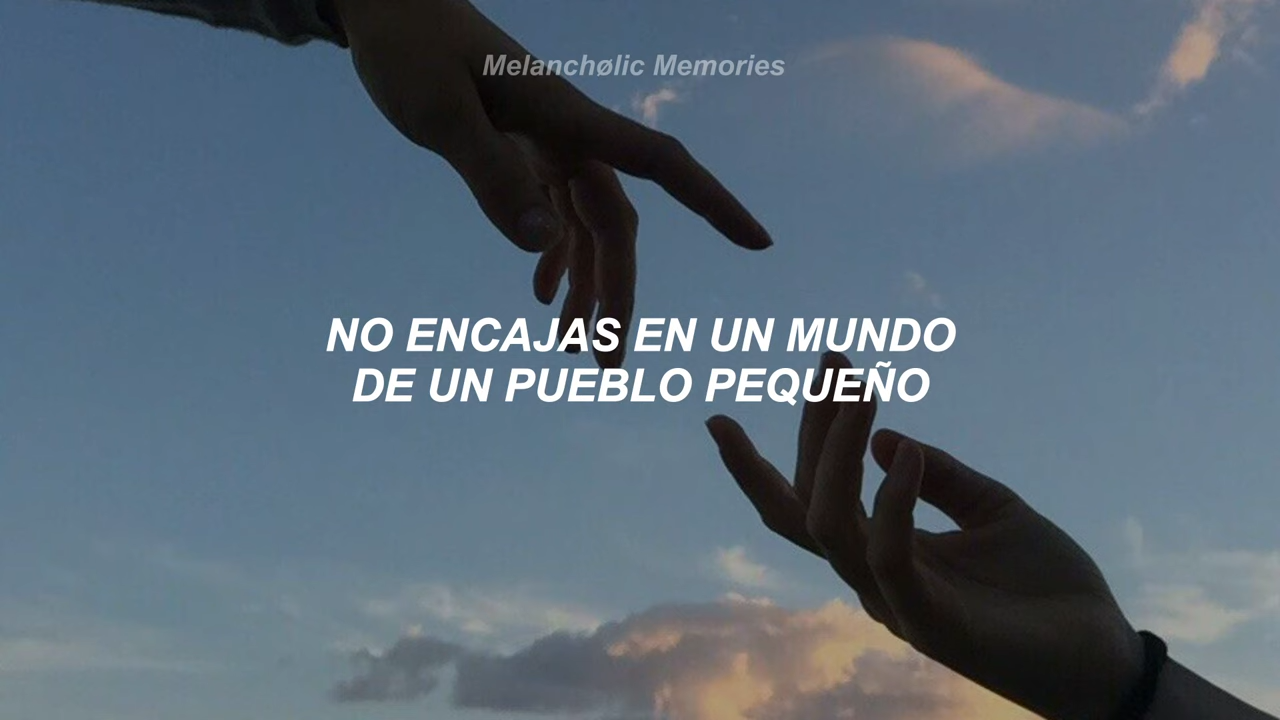 Melanchølic Memories
NO ENCAJAS EN UN MUNDO
DE UN PUEBLO PEQUEÑO